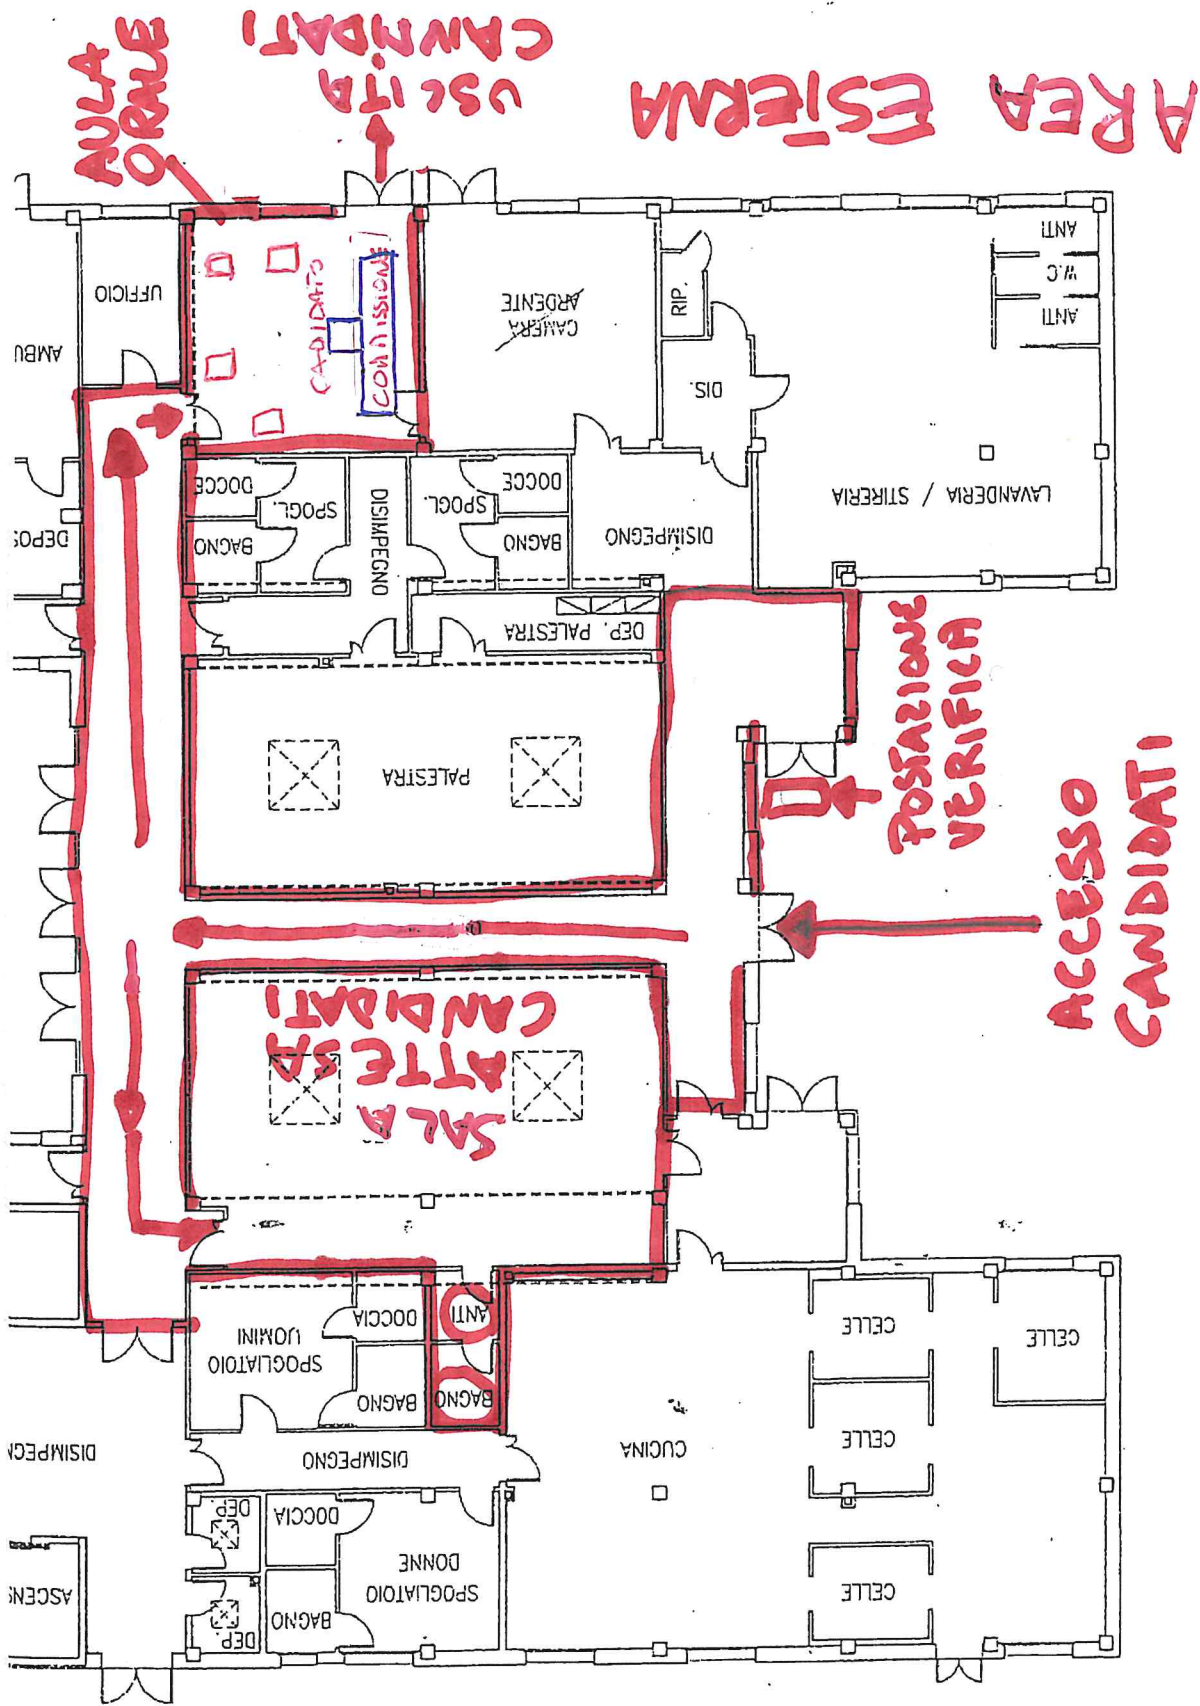 CELLE
SPOGLIATOIO
DONNE
BAGNO
DEP.
ASCENS
DOCCIA
DEP.
CELLE
CUCINA
DISIMPEGNO
DISIMPEGN
BAGNO
BAGNO
CELLE
CELLE
ANTI
DOCCIA
SPOGLIATOIO
UOMINI
SALA
ATTESA
CANDIDATI
ACCESSO
CANDIDATI
PALESTRA
POSTAZIONE
VERIFICA
DEP. PALESTRA
DISIMPEGNO
DISIMPEGNO
BAGNO
BAGNO
DEPOS
LAVANDERIA / STIRERIA
DOCCE
SPOGL.
SPOGL.
DOCCE
DIS.
AMBU
ANTI
W.C
ANTI
RIP.
CAMERA
ARDENTE
COMMISSIONE
CADIDATO
UFFICIO
AREA ESTERNA
USCITA
CANDIDATI
AULA
ORALE